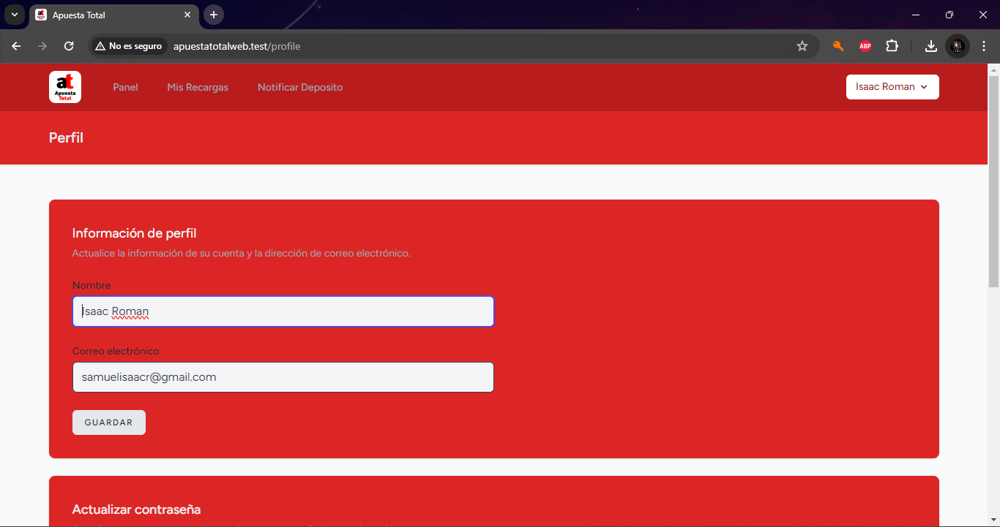 Apuesta Total
No es seguro apuestatotalweb.test/profile
ABP
at
Apuesta
Total
Panel Mis Recargas Notificar Deposito Isaac Roman
Perfil
Información de perfil
Actualice la información de su cuenta y la dirección de correo electrónico.
Nombre
Isaac Roman
Correo electrónico
samuelisaacr@gmail.com
GUARDAR
Actualizar contraseña